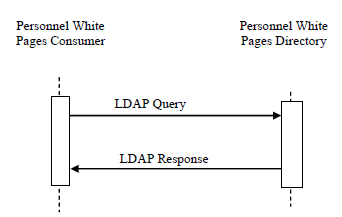 Personnel White
Pages Consumer
Personnel White
Pages Directory
LDAP Query
LDAP Response